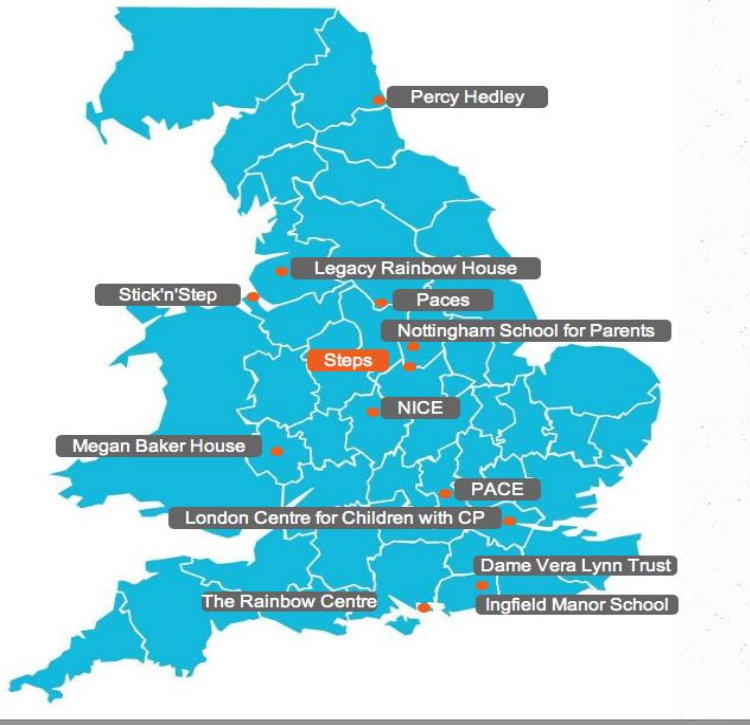 Percy Hedley
Legacy Rainbow House
Stick'n'Step
Paces
Nottingham School for Parents
Steps
NICE
Megan Baker House
PACE
London Centre for Children with CP
Dame Vera Lynn Trust
The Rainbow Centre
Ingfield Manor School